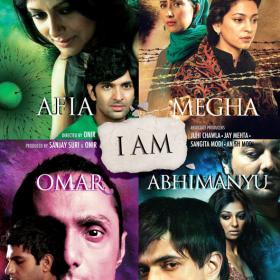 AFIA
MEGHA
DIRECTED BY ONIR
PRODUCED BY SANJAY SURI & ONIR
I AM
ASSOCIATE PRODUCERS
JUHI CHAWLA • JAY MEHTA •
SANGITA MODI • ANISH MODI
OMAR
ABHIMANYU